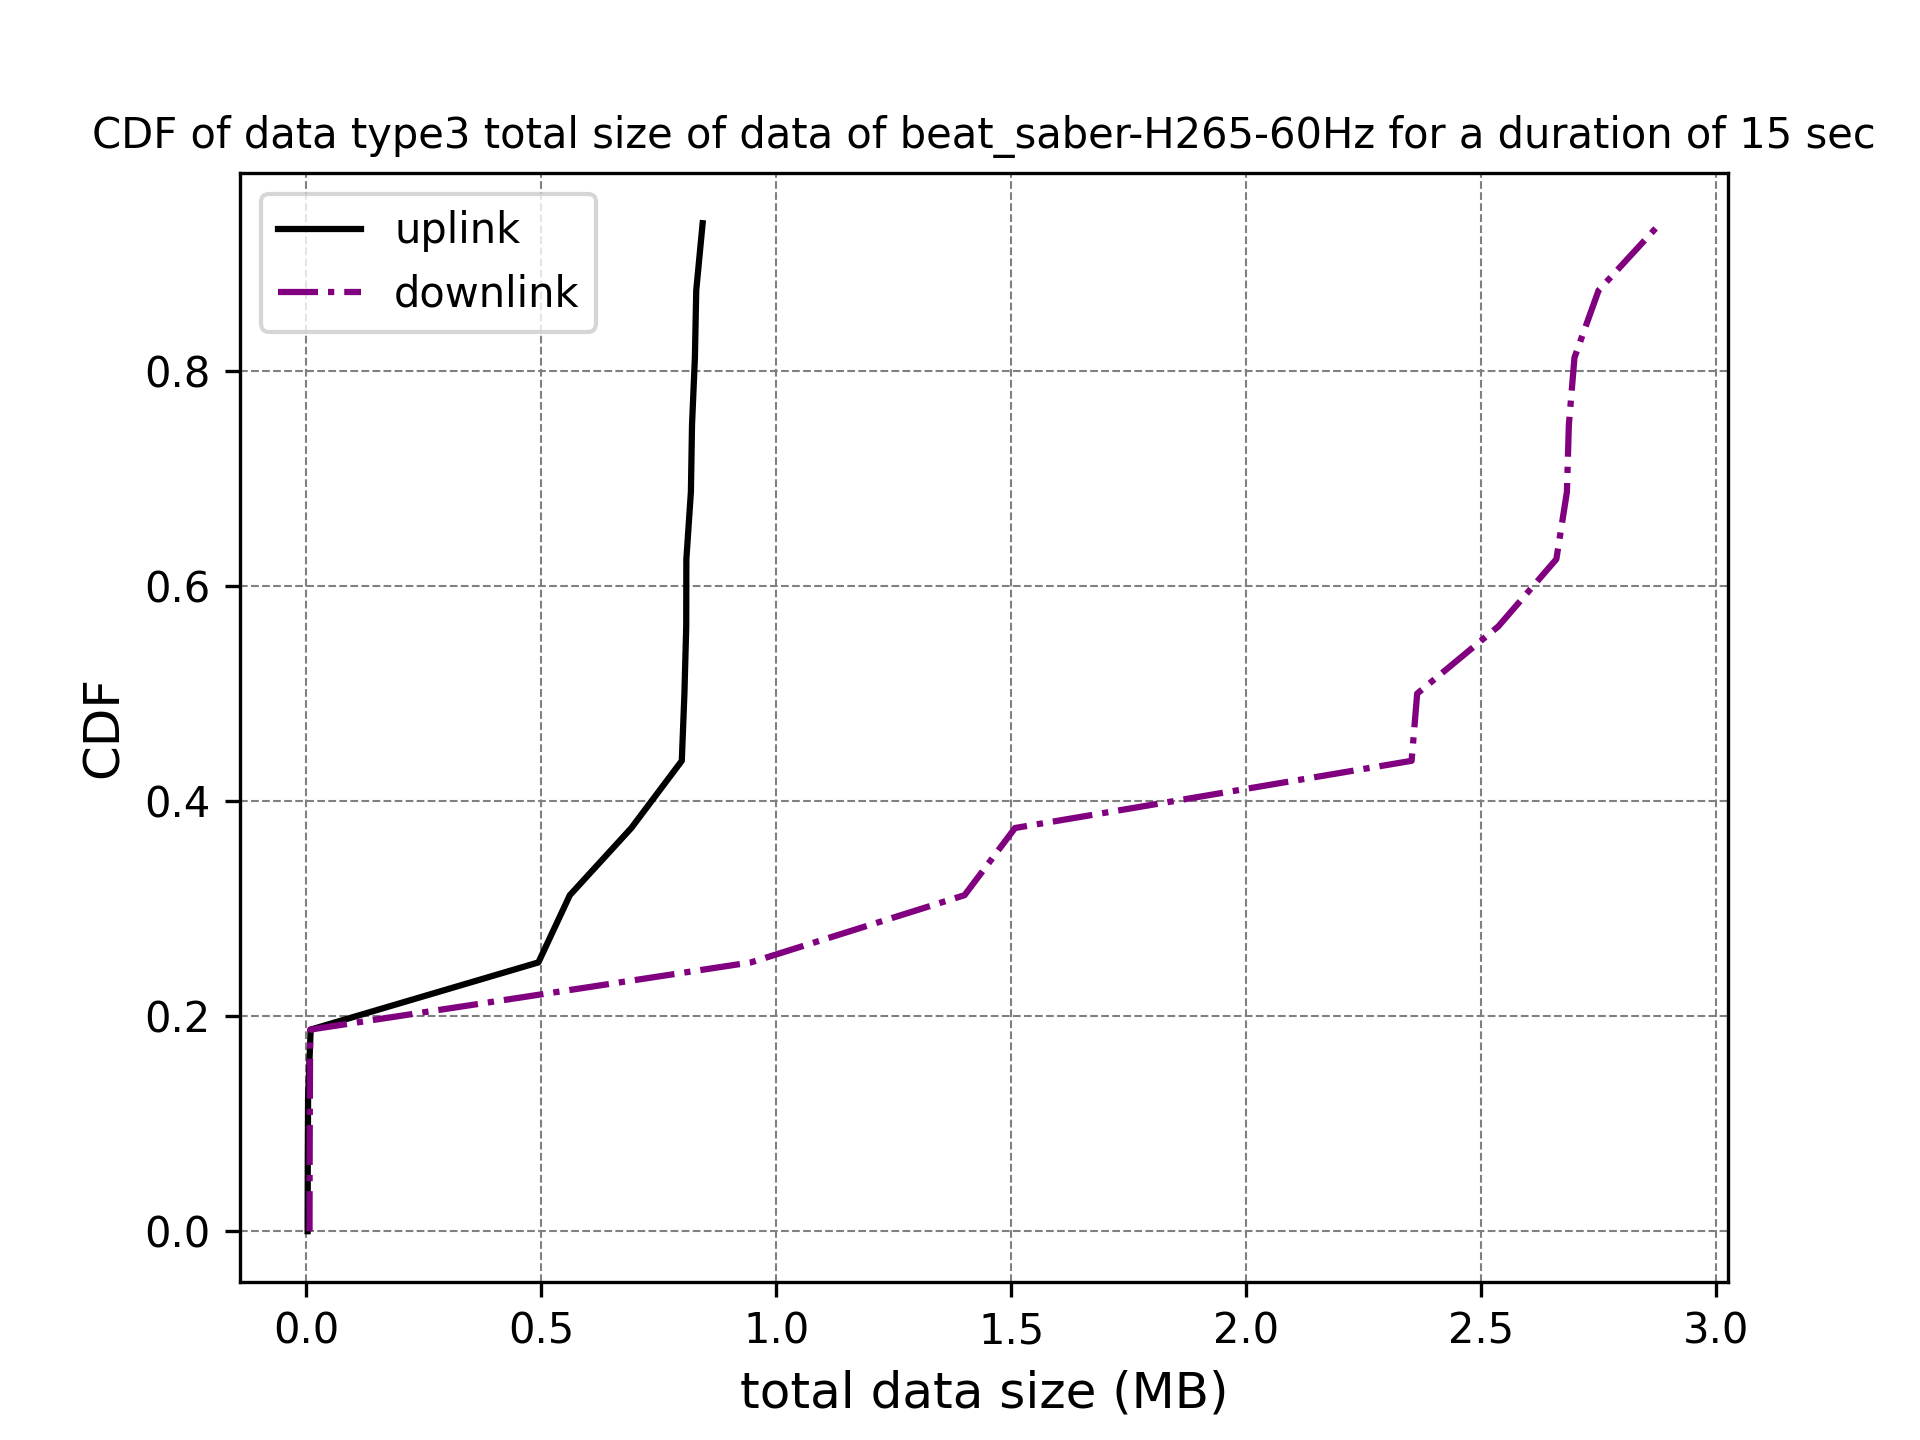 CDF of data type3 total size of data of beat_saber-H265-60Hz for a duration of 15 sec
uplink
downlink
0.8
0.6
0.4
0.2
0.0
CDF
0.0 0.5 1.0 1.5 2.0 2.5 3.0
total data size (MB)